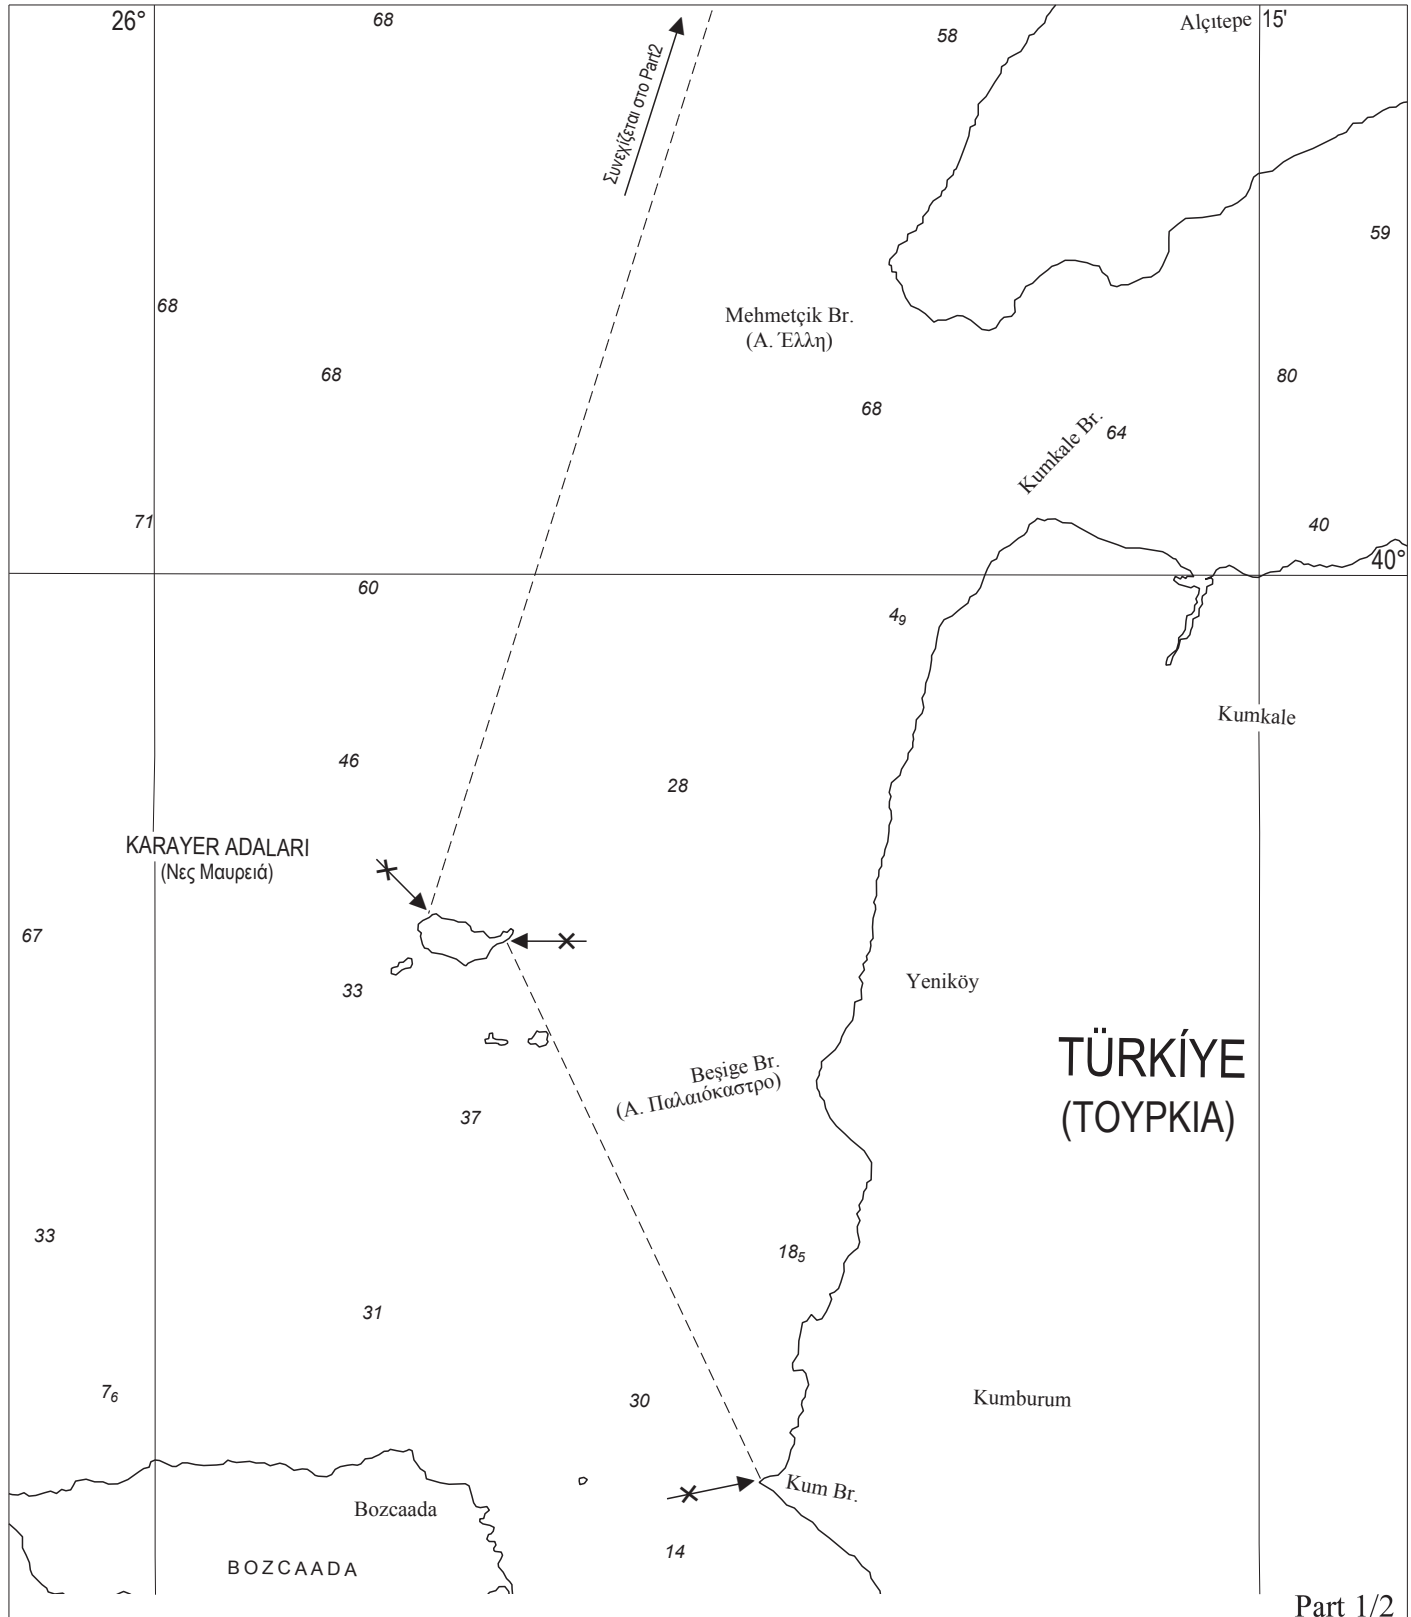 26°
68
58
Alçıtepe
15'
Συνεχίζεται στο Part2
59
68
Mehmetçik Br.
(Α. Έλλη)
68
80
68
Kumkale Br.
64
71
40
40°
60
4₉
Kumkale
46
28
KARAYER ADALARI
(Νες Μαυρειά)
67
33
Yeniköy
TÜRKÍYE
(ΤΟΥΡΚΙΑ)
Beşige Br.
(Α. Παλαιόκαστρο)
37
33
18₅
31
7₆
30
Kumburum
Kum Br.
Bozcaada
14
BOZCAADA
Part 1/2